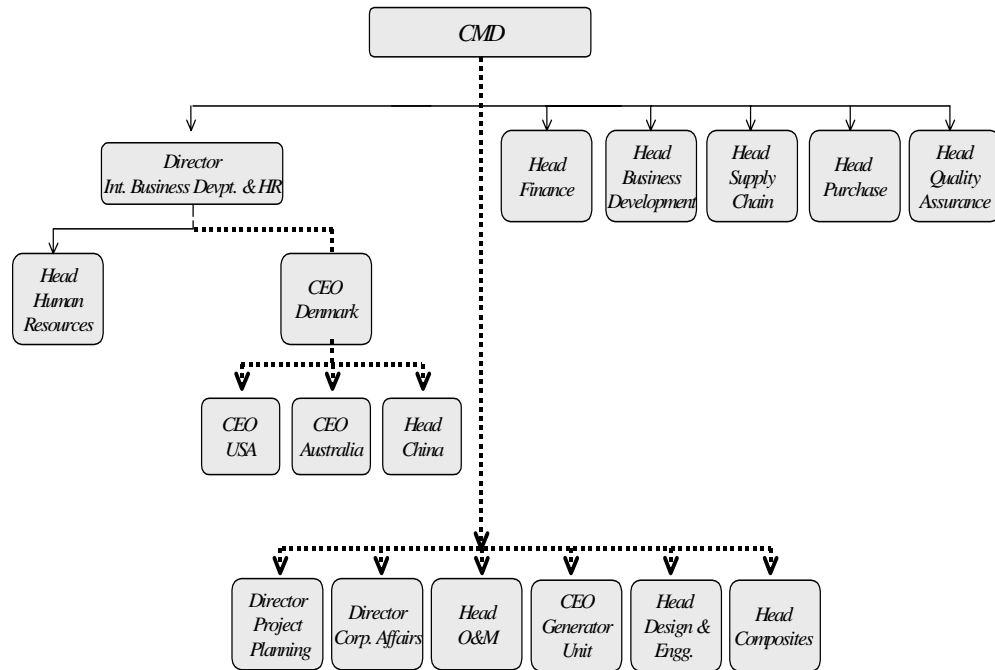 CMD
Director
Int. Business Devpt. & HR
Head
Finance
Head
Business
Development
Head
Supply
Chain
Head
Purchase
Head
Quality
Assurance
Head
Human
Resources
CEO
Denmark
CEO
USA
CEO
Australia
Head
China
Director
Project
Planning
Director
Corp. Affairs
Head
O&M
CEO
Generator
Unit
Head
Design &
Engg.
Head
Composites